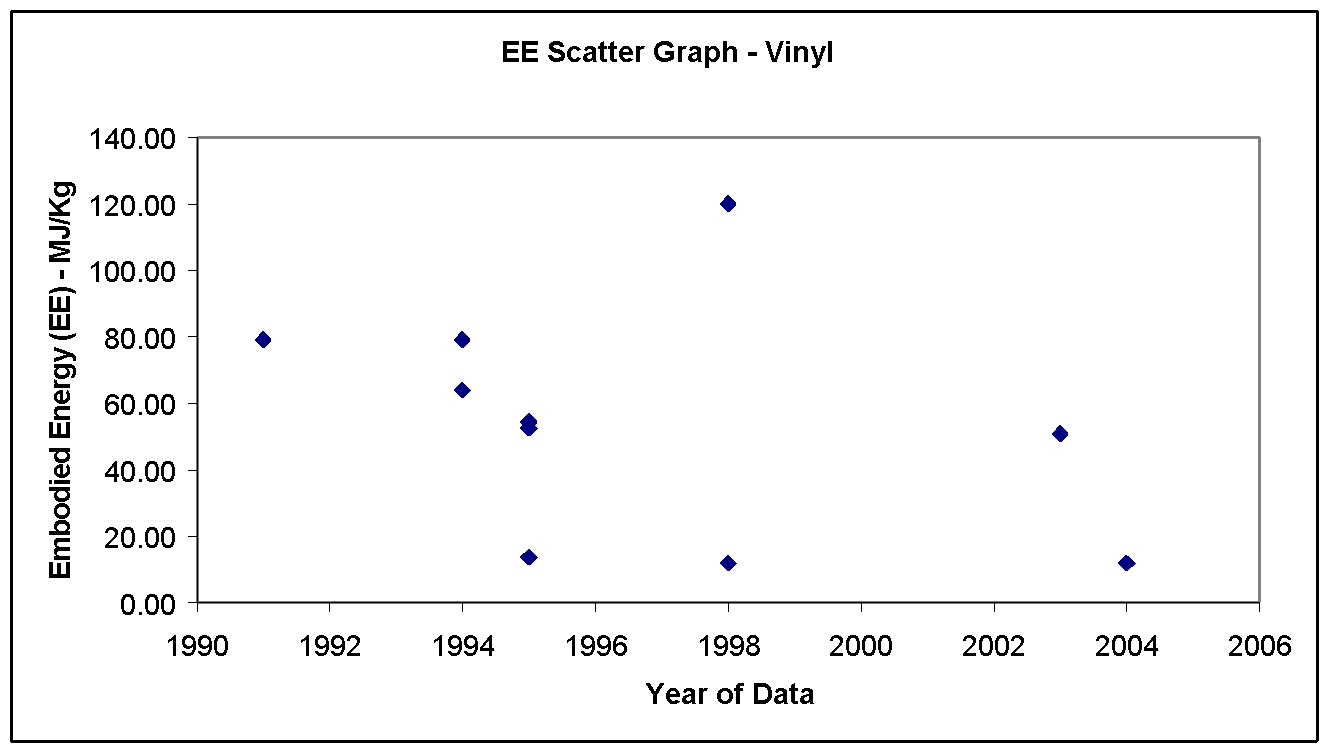 EE Scatter Graph - Vinyl
Embodied Energy (EE) - MJ/Kg
140.00
120.00
100.00
80.00
60.00
40.00
20.00
0.00
1990 1992 1994 1996 1998 2000 2002 2004 2006
Year of Data